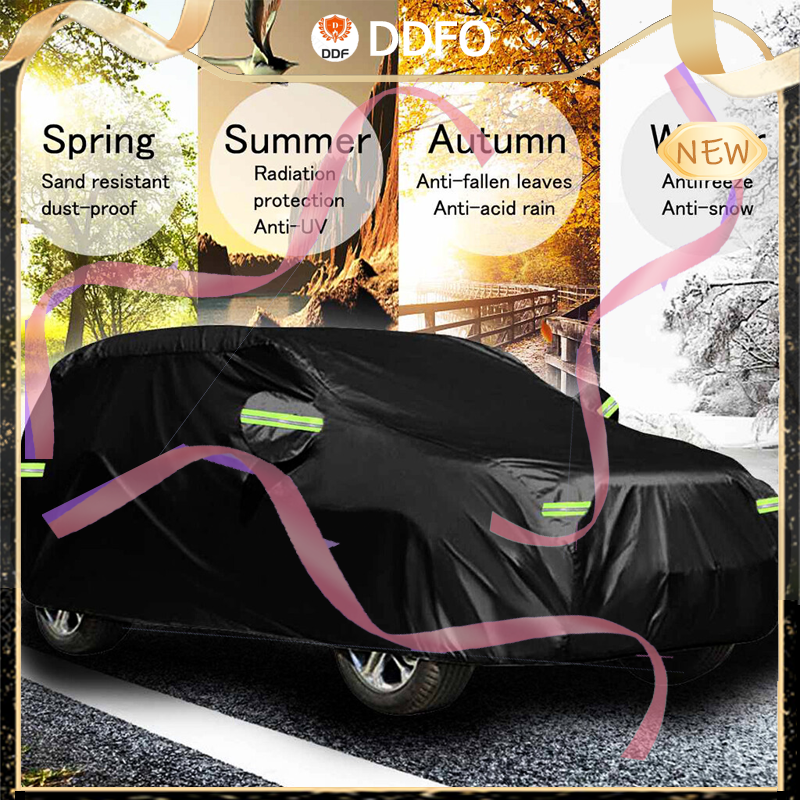 DDF
DDFO
Spring
Sand resistant
dust-proof
Summer
Radiation
protection
Anti-UV
Autumn
Anti-fallen leaves
Anti-acid rain
NEW
Antifreeze
Anti-snow